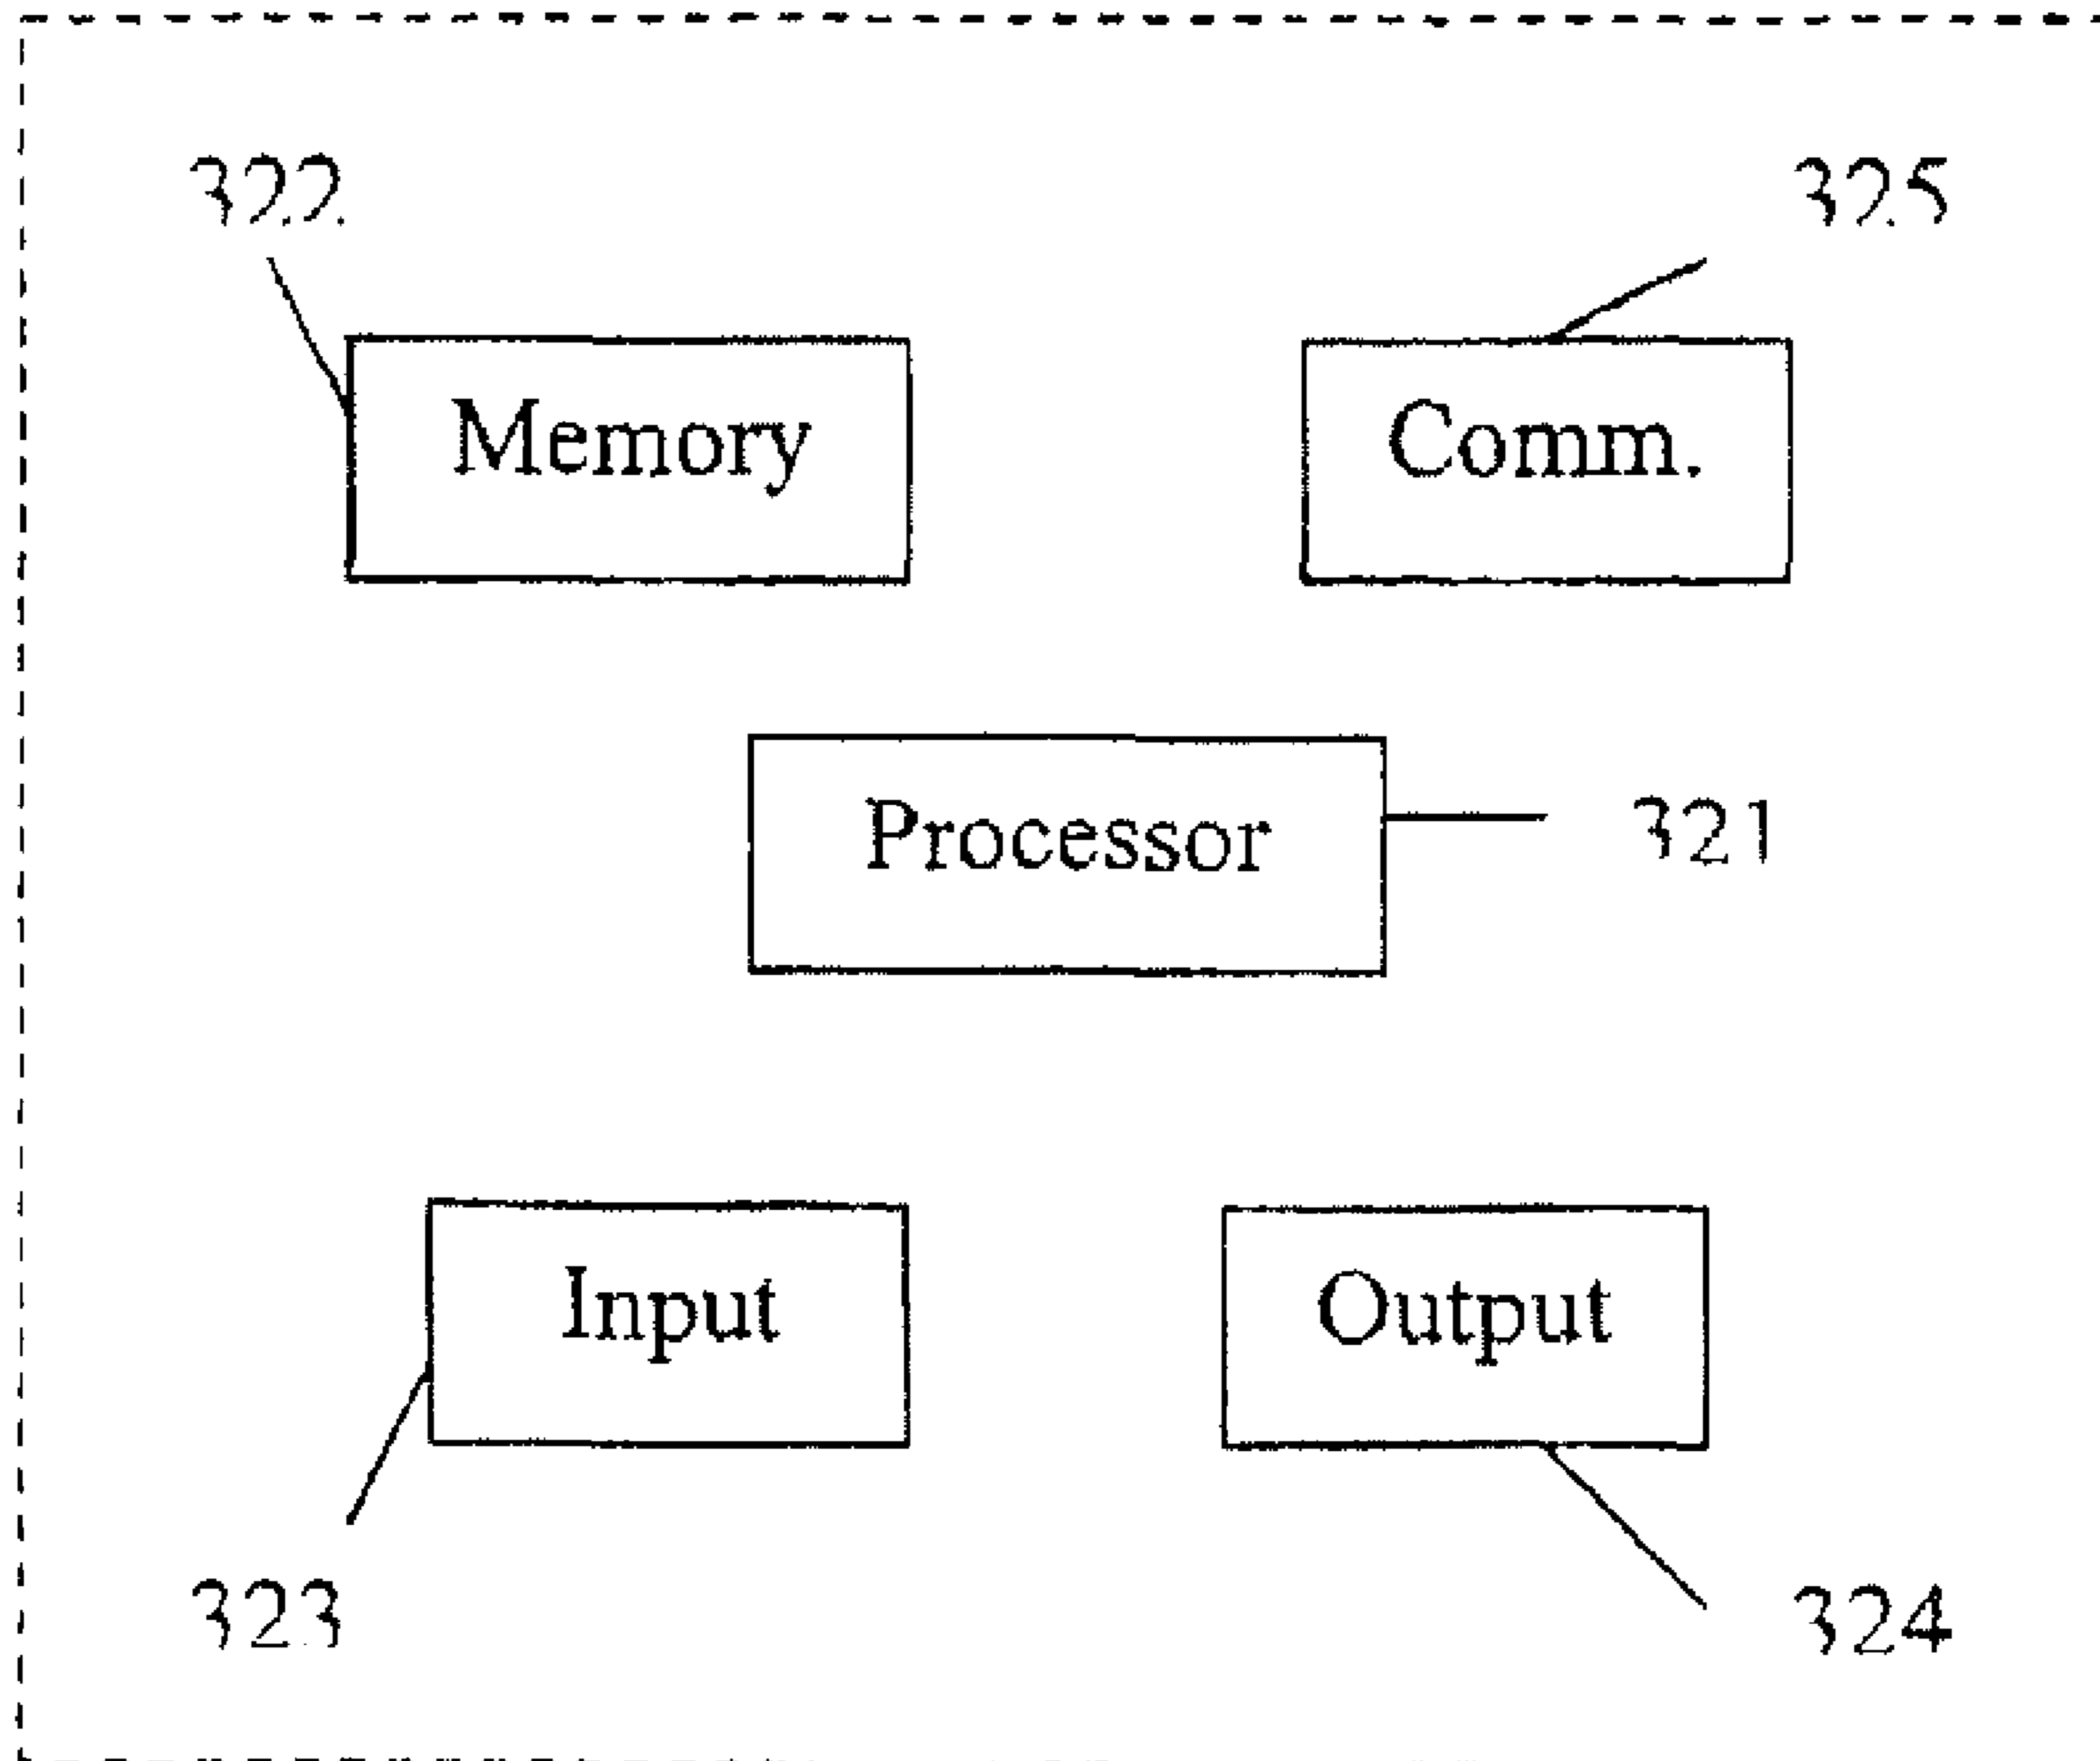 322
325
Memory
Comm.
Processor
321
Input
Output
323
324